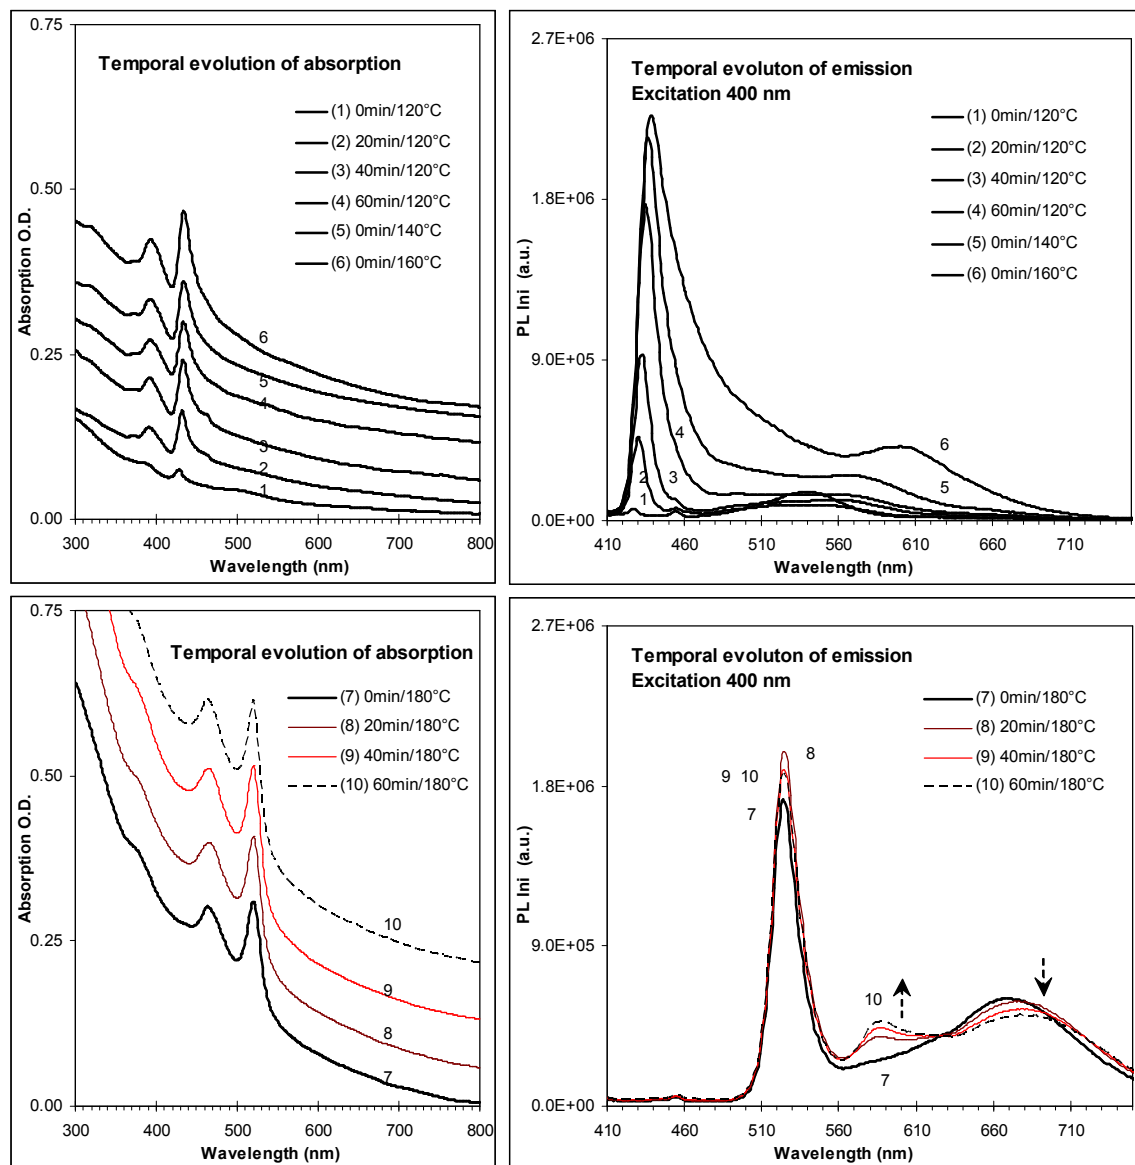 Temporal evolution of absorption
(1) 0min/120°C
(2) 20min/120°C
(3) 40min/120°C
(4) 60min/120°C
(5) 0min/140°C
(6) 0min/160°C
Absorption O.D.
0.75
0.50
0.25
0.00
6
5
4
3
2
1
300 400 500 600 700 800
Wavelength (nm)
Temporal evoluton of emission
Excitation 400 nm
(1) 0min/120°C
(2) 20min/120°C
(3) 40min/120°C
(4) 60min/120°C
(5) 0min/140°C
(6) 0min/160°C
PL Ini (a.u.)
2.7E+06
1.8E+06
9.0E+05
0.0E+00
4
6
2
3
5
1
410 460 510 560 610 660 710
Wavelength (nm)
Temporal evolution of absorption
(7) 0min/180°C
(8) 20min/180°C
(9) 40min/180°C
(10) 60min/180°C
Absorption O.D.
0.75
0.50
0.25
0.00
10
9
8
7
300 400 500 600 700 800
Wavelength (nm)
Temporal evoluton of emission
Excitation 400 nm
(7) 0min/180°C
(8) 20min/180°C
(9) 40min/180°C
(10) 60min/180°C
PL Ini (a.u.)
2.7E+06
1.8E+06
9.0E+05
0.0E+00
8
9 10
7
10
7
410 460 510 560 610 660 710
Wavelength (nm)